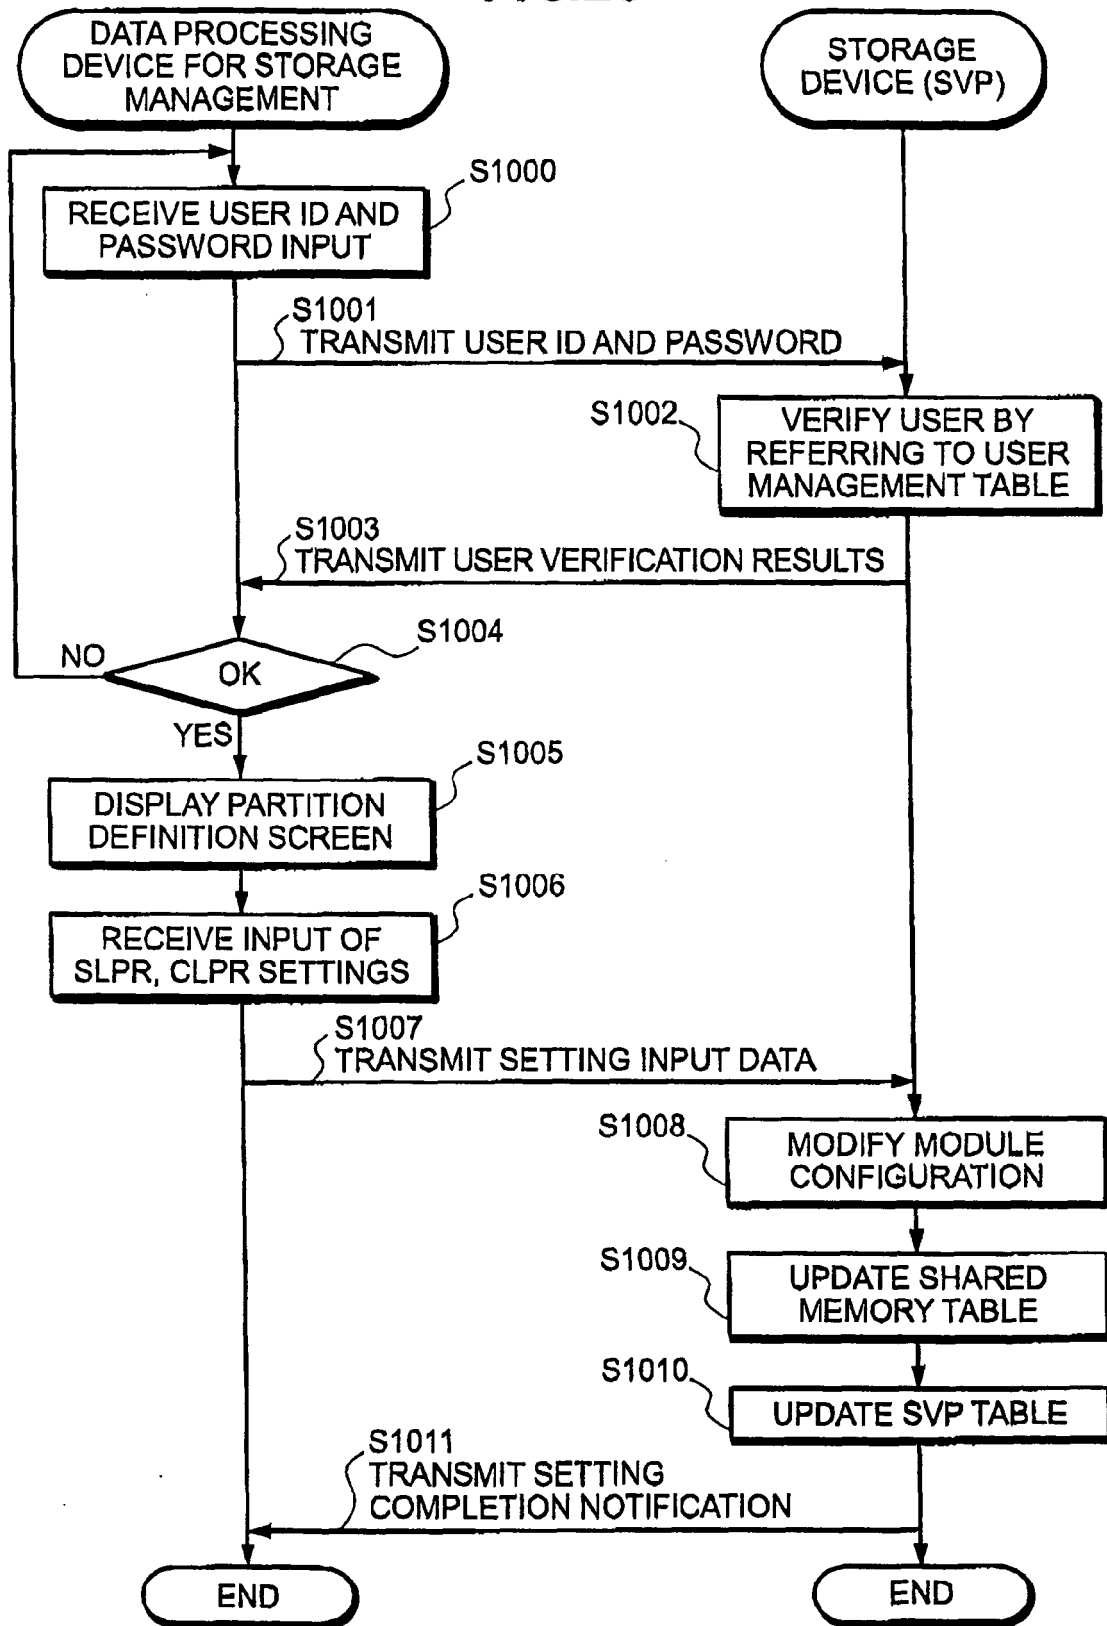 DATA PROCESSING
DEVICE FOR STORAGE
MANAGEMENT
STORAGE
DEVICE (SVP)
S1000
RECEIVE USER ID AND
PASSWORD INPUT
S1001
TRANSMIT USER ID AND PASSWORD
S1002
VERIFY USER BY
REFERRING TO USER
MANAGEMENT TABLE
S1003
TRANSMIT USER VERIFICATION RESULTS
S1004
NO
OK
YES
S1005
DISPLAY PARTITION
DEFINITION SCREEN
S1006
RECEIVE INPUT OF
SLPR, CLPR SETTINGS
S1007
TRANSMIT SETTING INPUT DATA
S1008
MODIFY MODULE
CONFIGURATION
S1009
UPDATE SHARED
MEMORY TABLE
S1010
UPDATE SVP TABLE
S1011
TRANSMIT SETTING
COMPLETION NOTIFICATION
END
END